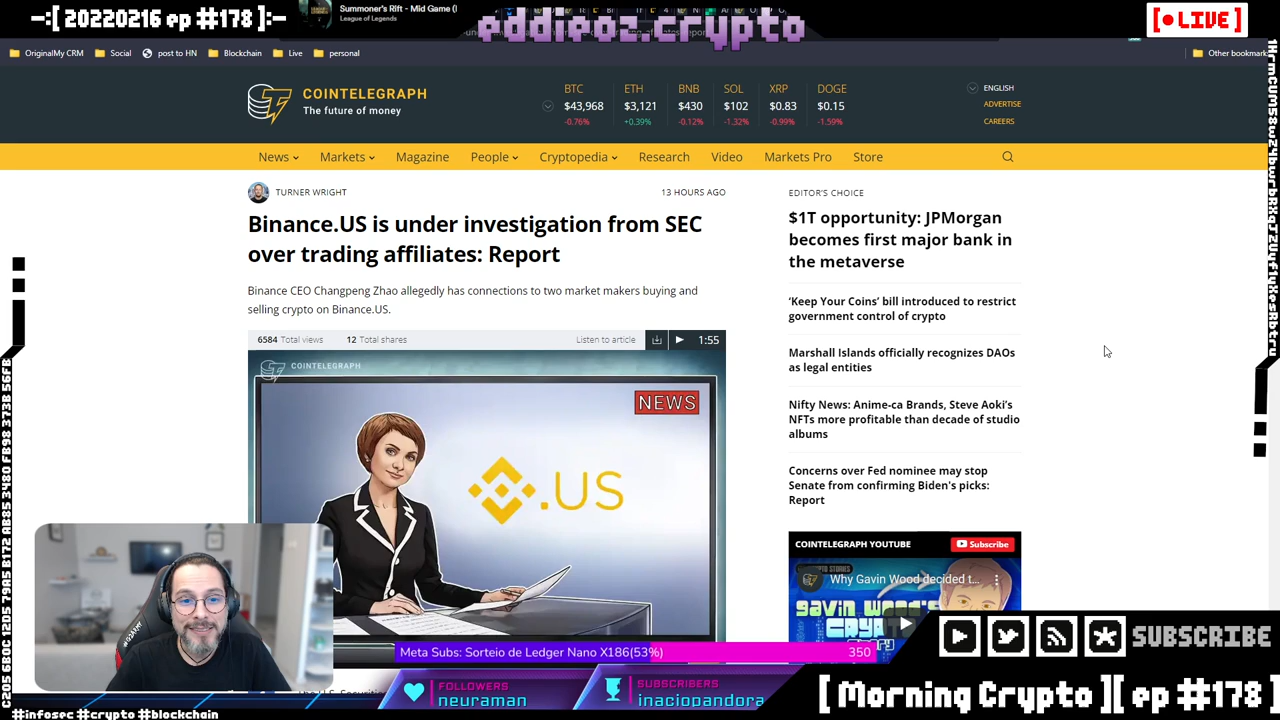 -:[ 20220216 ep #178 ]:-
Summoner's Rift - Mid Game (
League of Legends
eddieoz.crypto
[ LIVE ]
OriginalMy CRM
Social
post to HN
Blockchain
Live
personal
Other bookmark
COINTELEGRAPH
The future of money
BTC ETH BNB SOL XRP DOGE
$43,968 $3,121 $430 $102 $0.83 $0.15
-0.76% +0.39% -0.12% -1.32% -0.99% -1.59%
ENGLISH
ADVERTISE
CAREERS
News Markets Magazine People Cryptopedia Research Video Markets Pro Store
TURNER WRIGHT
13 HOURS AGO
Binance.US is under investigation from SEC
over trading affiliates: Report
Binance CEO Changpeng Zhao allegedly has connections to two market makers buying and
selling crypto on Binance.US.
6584 Total views 12 Total shares
Listen to article
1:55
COINTELEGRAPH
NEWS
.US
EDITOR'S CHOICE
$1T opportunity: JPMorgan
becomes first major bank in
the metaverse
‘Keep Your Coins’ bill introduced to restrict
government control of crypto
Marshall Islands officially recognizes DAOs
as legal entities
Nifty News: Anime-ca Brands, Steve Aoki’s
NFTs more profitable than decade of studio
albums
Concerns over Fed nominee may stop
Senate from confirming Biden's picks:
Report
COINTELEGRAPH YOUTUBE
Subscribe
Why Gavin Wood decided t...
gavin wood's
Meta Subs: Sorteio de Ledger Nano X 186(53%)
350
FOLLOWERS
neuraman
SUBSCRIBERS
inaciopandora
SUBSCRIBE
[ Morning Crypto ][ ep #178 ]
#infosec #crypto #blockchain